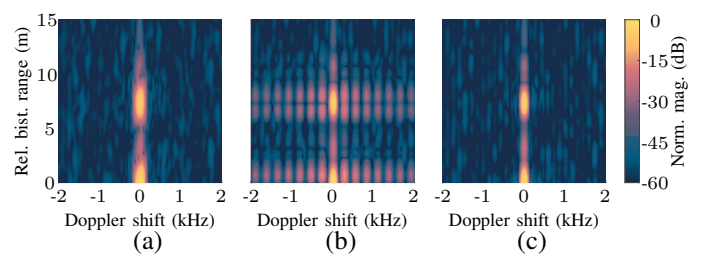 15
10
5
0
Rel. bist. range (m)
-2 -1 0 1 2
Doppler shift (kHz)
(a)
-2 -1 0 1 2
Doppler shift (kHz)
(b)
-2 -1 0 1 2
Doppler shift (kHz)
(c)
0
-15
-30
-45
-60
Norm. mag. (dB)